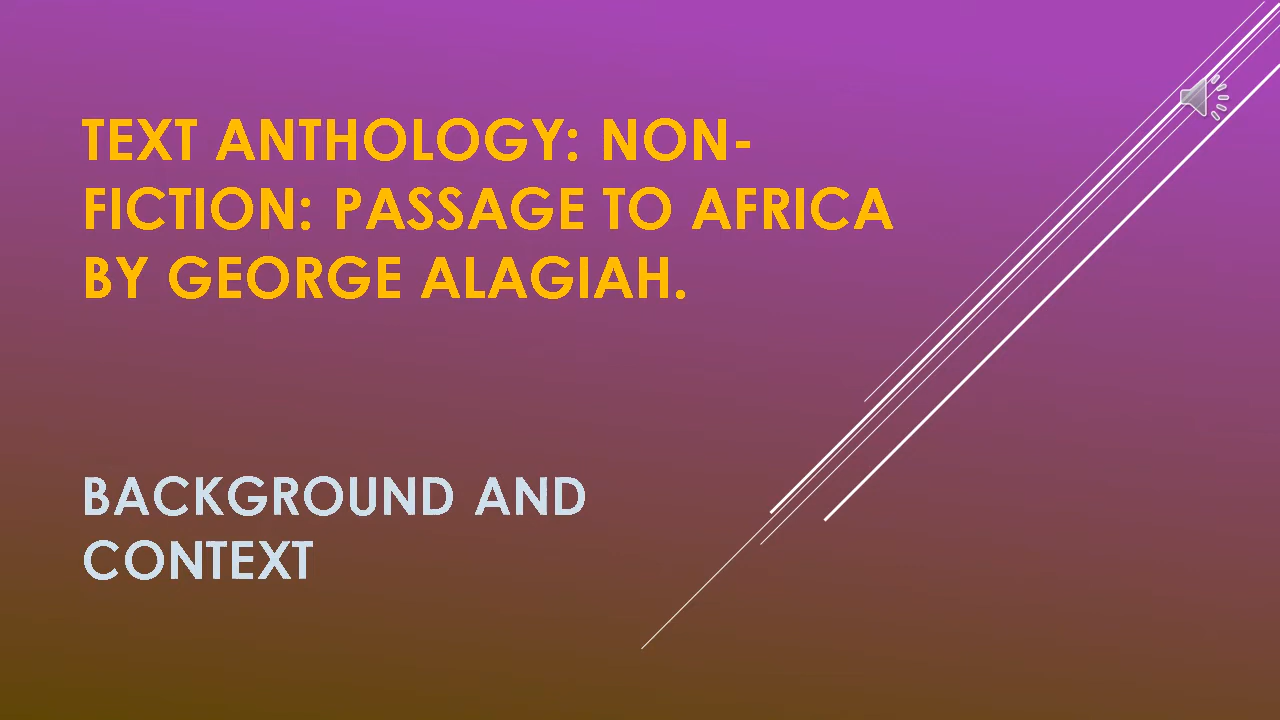 TEXT ANTHOLOGY: NON-
FICTION: PASSAGE TO AFRICA
BY GEORGE ALAGIAH.
BACKGROUND AND
CONTEXT